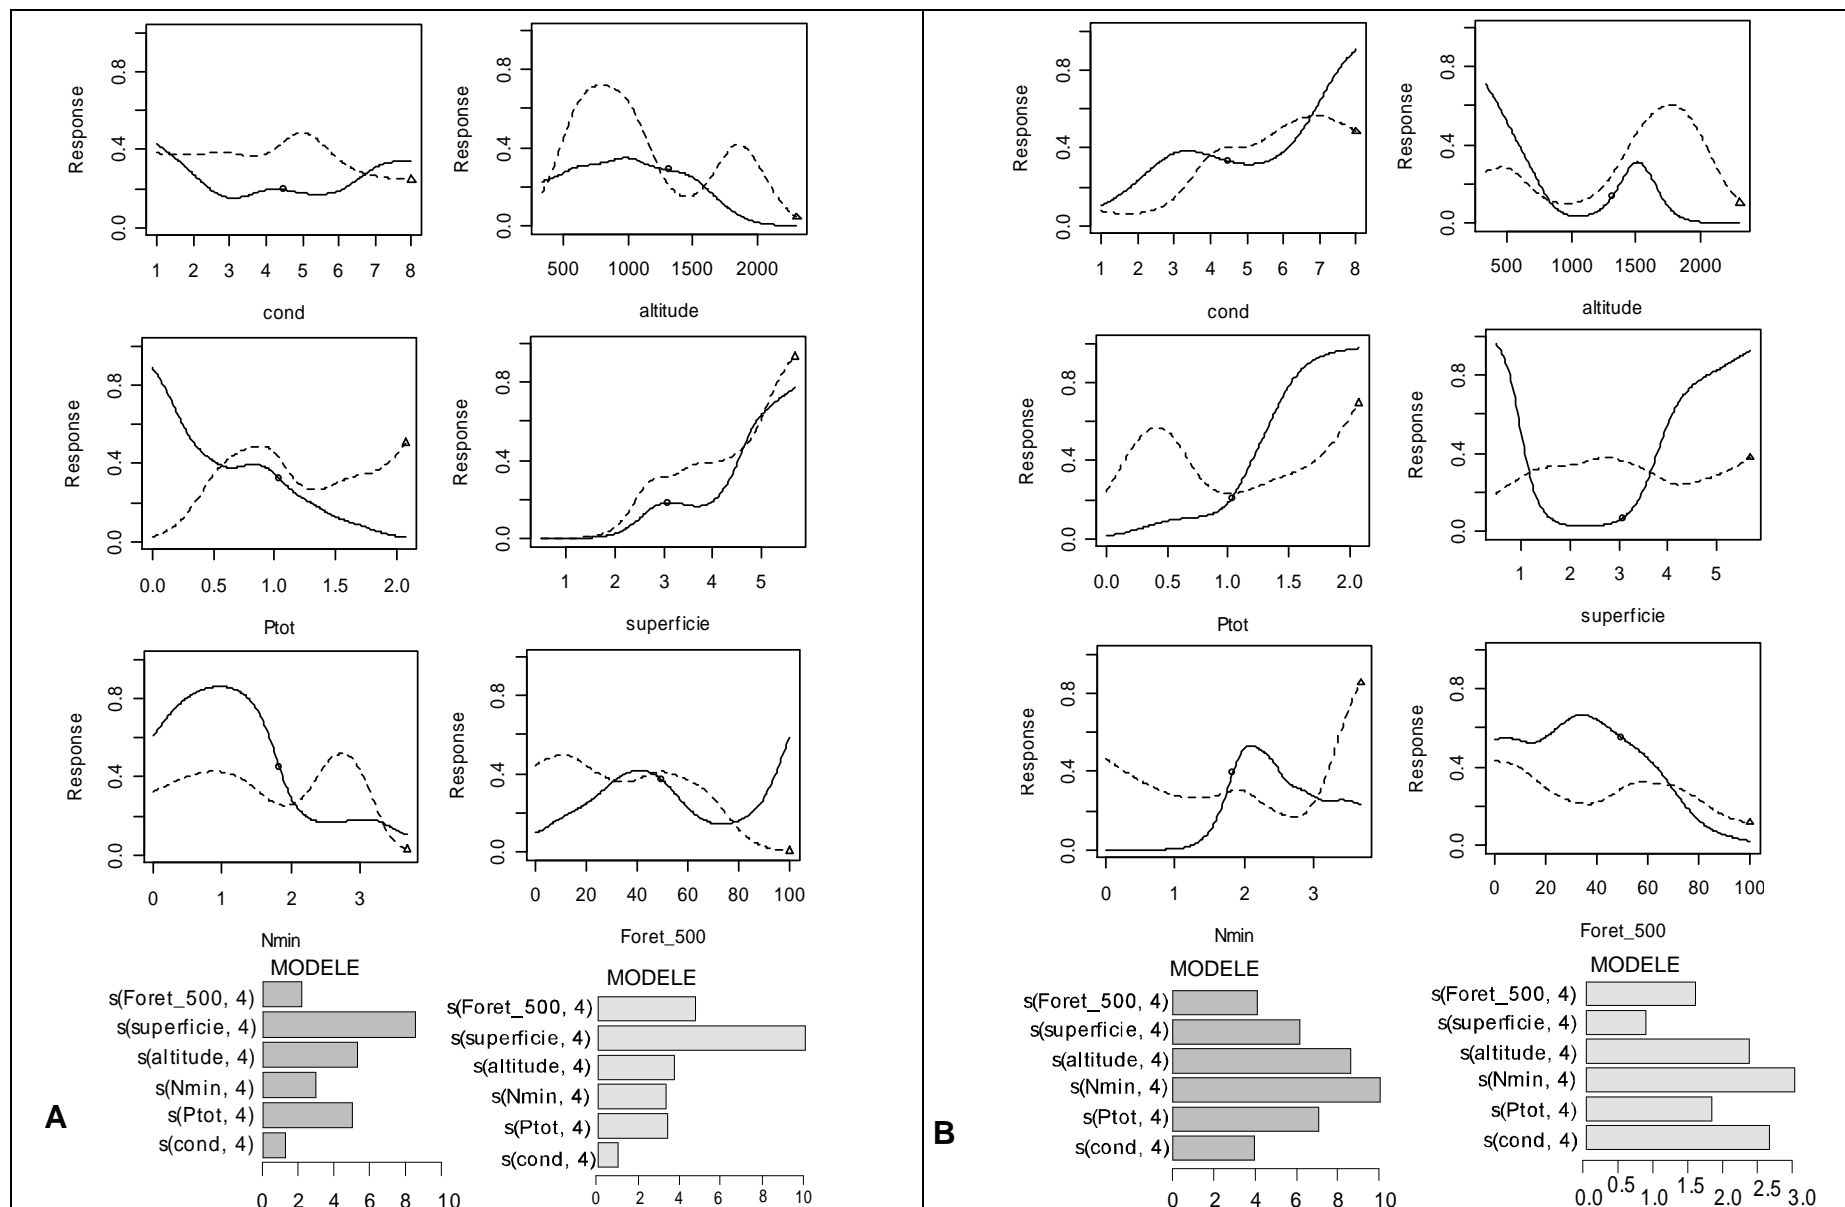 0.0 0.4 0.8
Response
1 2 3 4 5 6 7 8
cond
0.0 0.4 0.8
Response
500 1000 1500 2000
altitude
0.0 0.4 0.8
Response
0.0 0.5 1.0 1.5 2.0
Ptot
0.0 0.4 0.8
Response
1 2 3 4 5
superficie
0.0 0.4 0.8
Response
0 1 2 3
Nmin
0.0 0.4 0.8
Response
0 20 40 60 80 100
Foret_500
MODELE
s(Foret_500, 4)
s(superficie, 4)
s(altitude, 4)
s(Nmin, 4)
s(Ptot, 4)
s(cond, 4)
0 2 4 6 8 10
MODELE
s(Foret_500, 4)
s(superficie, 4)
s(altitude, 4)
s(Nmin, 4)
s(Ptot, 4)
s(cond, 4)
0 2 4 6 8 10
A
0.0 0.4 0.8
Response
1 2 3 4 5 6 7 8
cond
0.0 0.4 0.8
Response
500 1000 1500 2000
altitude
0.0 0.4 0.8
Response
0.0 0.5 1.0 1.5 2.0
Ptot
0.0 0.4 0.8
Response
1 2 3 4 5
superficie
0.0 0.4 0.8
Response
0 1 2 3
Nmin
0.0 0.4 0.8
Response
0 20 40 60 80 100
Foret_500
MODELE
s(Foret_500, 4)
s(superficie, 4)
s(altitude, 4)
s(Nmin, 4)
s(Ptot, 4)
s(cond, 4)
0 2 4 6 8 10
MODELE
s(Foret_500, 4)
s(superficie, 4)
s(altitude, 4)
s(Nmin, 4)
s(Ptot, 4)
s(cond, 4)
0.0 0.5 1.0 1.5 2.0 2.5 3.0
B